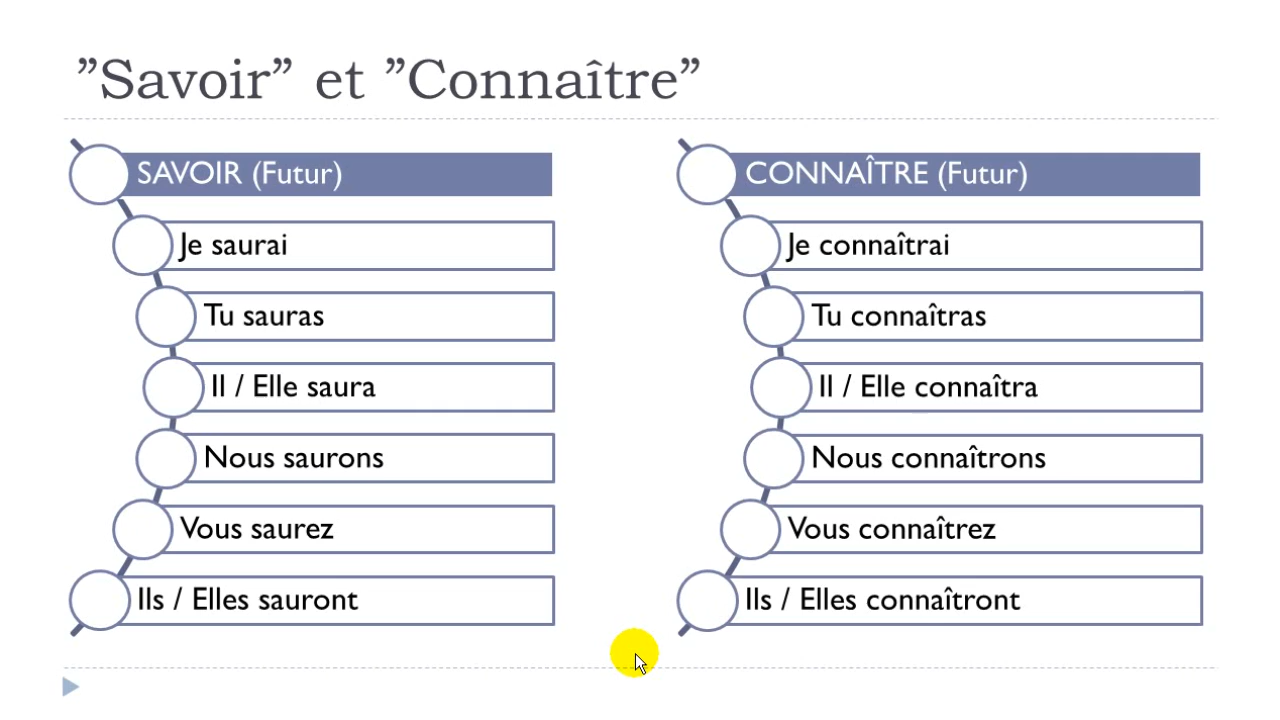 ”Savoir” et ”Connaître”
SAVOIR (Futur)
Je saurai
Tu sauras
Il / Elle saura
Nous saurons
Vous saurez
Ils / Elles sauront
CONNAÎTRE (Futur)
Je connaîtrai
Tu connaîtras
Il / Elle connaîtra
Nous connaîtrons
Vous connaîtrez
Ils / Elles connaîtront